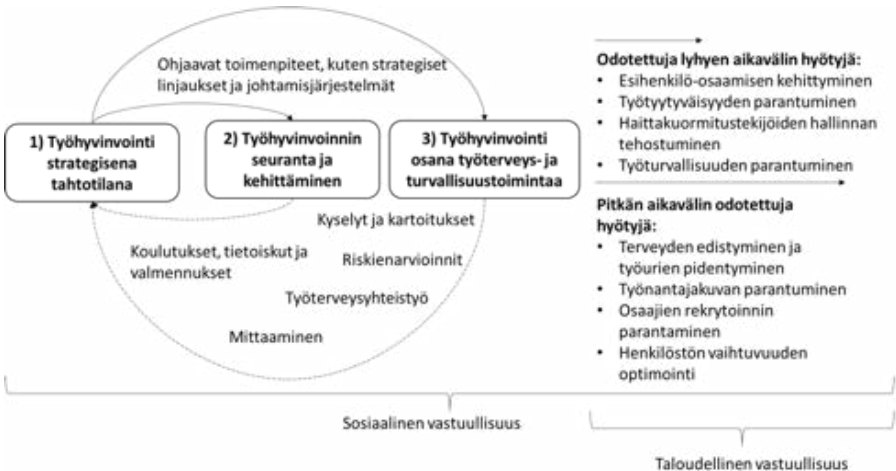 Ohjaavat toimenpiteet, kuten strategiset
linjaukset ja johtamisjärjestelmät
1) Työhyvinvointi
strategisena
tahtotilana
2) Työhyvinvoinnin
seuranta ja
kehittäminen
3) Työhyvinvointi
osana työterveys- ja
turvallisuustoimintaa
Koulutukset, tietoiskut ja
valmennukset
Kyselyt ja kartoitukset
Riskienarvioinnit
Työterveysyhteistyö
Mittaaminen
Odotettuja lyhyen aikavälin hyötyjä:
• Esihenkilö-osaamisen kehittyminen
• Työtyytyväisyyden parantuminen
• Haittakuormitustekijöiden hallinnan
tehostuminen
• Työturvallisuuden parantuminen
Pitkän aikavälin odotettuja
hyötyjä:
• Terveyden edistyminen ja
työurien pidentyminen
• Työnantajakuvan parantuminen
• Osaajien rekrytoinnin
parantaminen
• Henkilöstön vaihtuvuuden
optimointi
Sosiaalinen vastuullisuus
Taloudellinen vastuullisuus